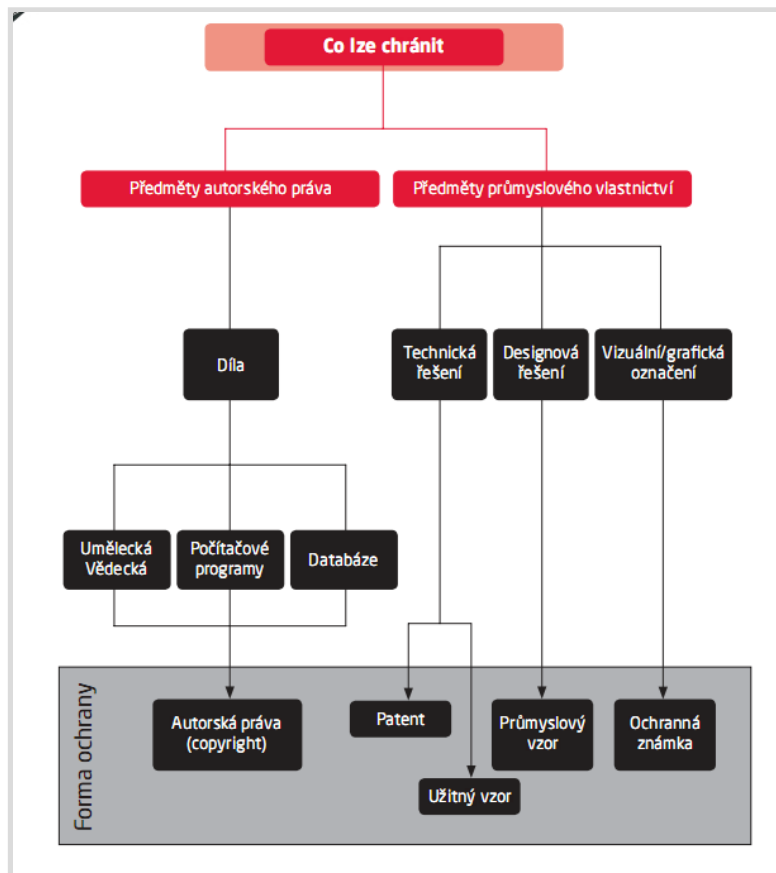 Co lze chránit
Předměty autorského práva
Předměty průmyslového vlastnictví
Díla
Technická
řešení
Designová
řešení
Vizuální/grafická
označení
Umělecká
Vědecká
Počítačové
programy
Databáze
Forma ochrany
Autorská práva
(copyright)
Patent
Užitný vzor
Průmyslový
vzor
Ochranná
známka